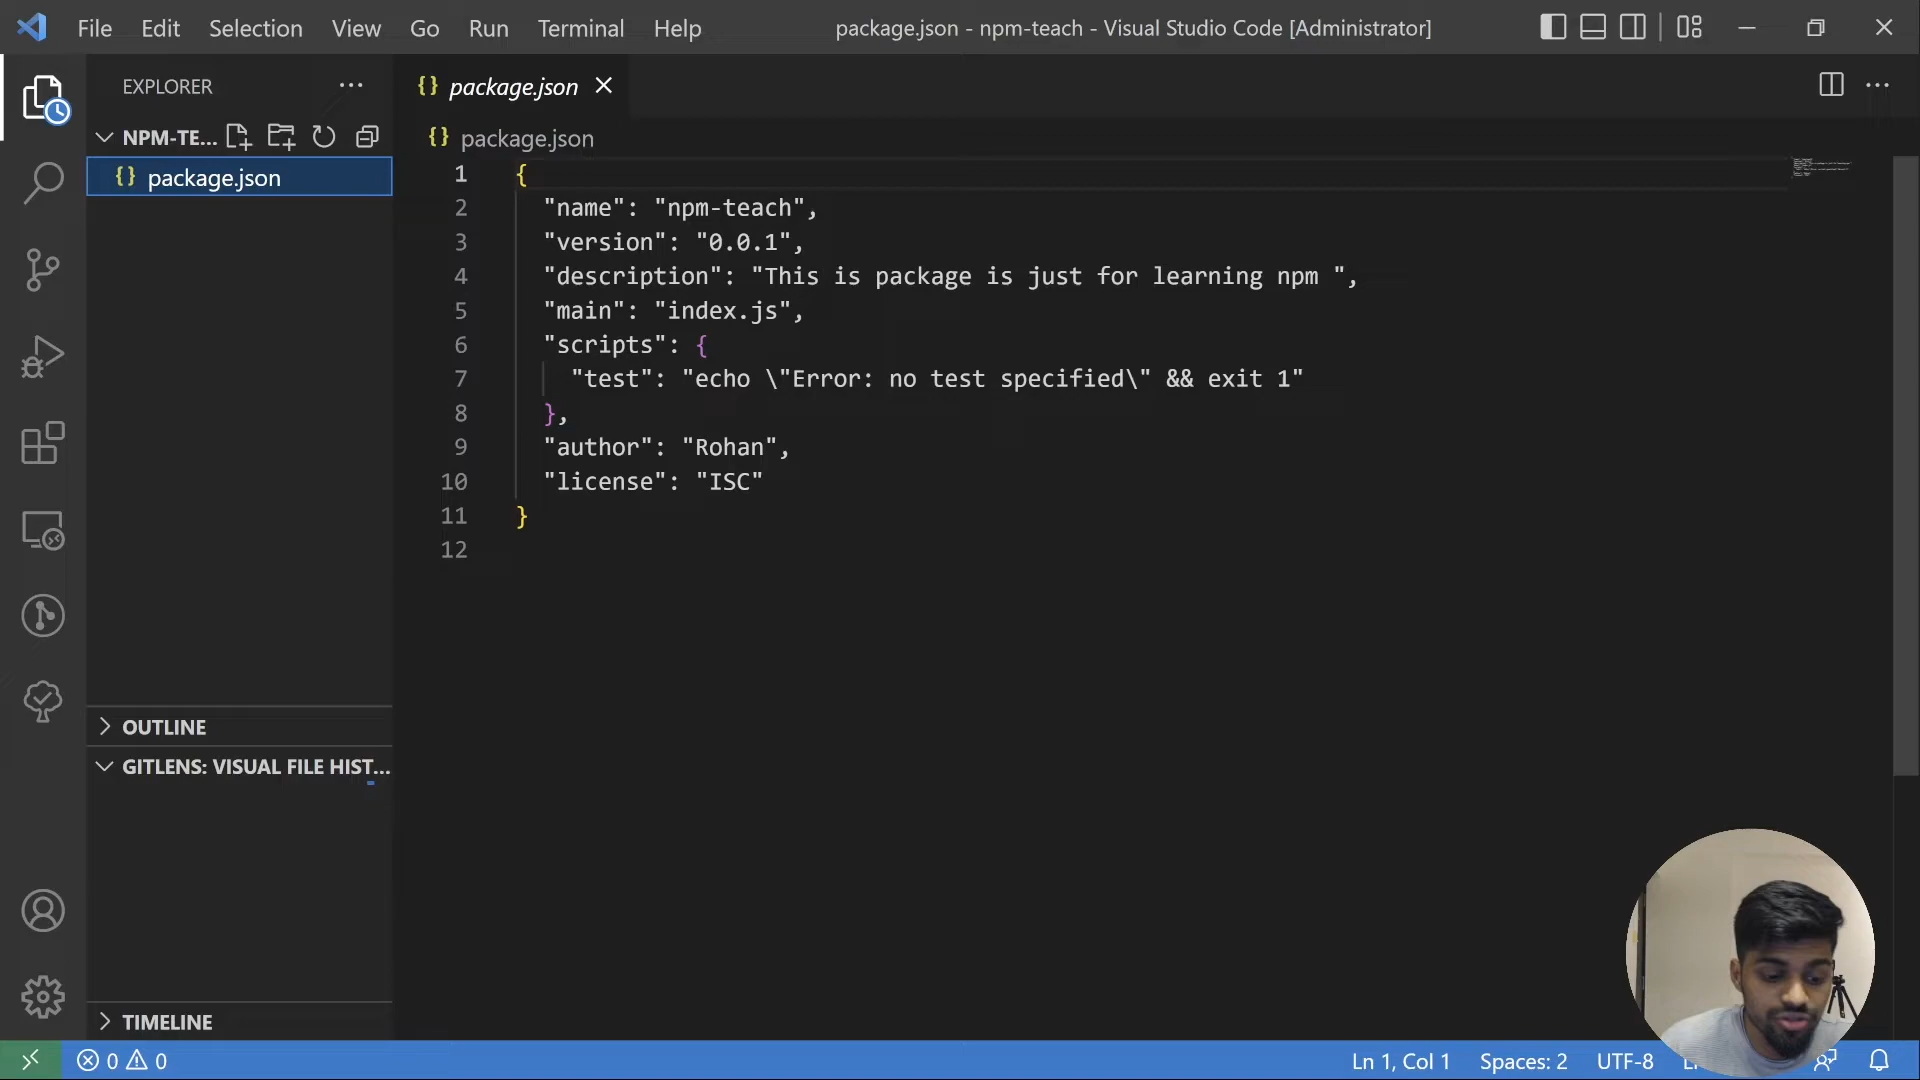 File Edit Selection View Go Run Terminal Help
package.json - npm-teach - Visual Studio Code [Administrator]
EXPLORER
NPM-TE...
package.json
OUTLINE
GITLENS: VISUAL FILE HIST...
TIMELINE
package.json
package.json
1 {
2 "name": "npm-teach",
3 "version": "0.0.1",
4 "description": "This is package is just for learning npm ",
5 "main": "index.js",
6 "scripts": {
7 "test": "echo \"Error: no test specified\" && exit 1"
8 },
9 "author": "Rohan",
10 "license": "ISC"
11 }
12
0 0
Ln 1, Col 1 Spaces: 2 UTF-8